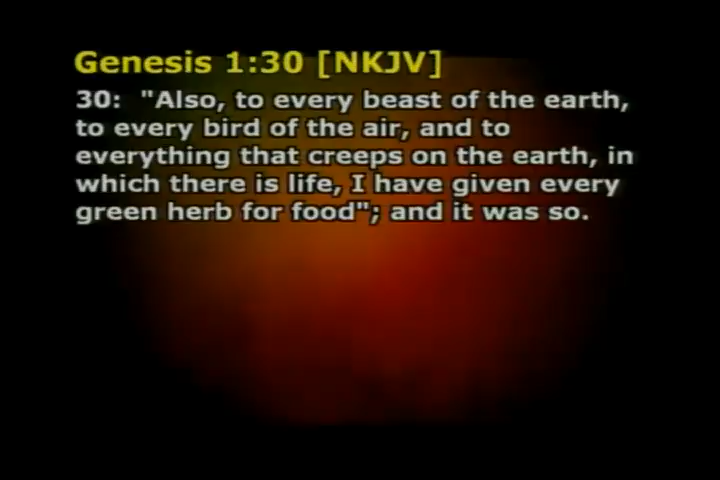 Genesis 1:30 [NKJV]
30:  "Also, to every beast of the earth,
to every bird of the air, and to
everything that creeps on the earth, in
which there is life, I have given every
green herb for food"; and it was so.